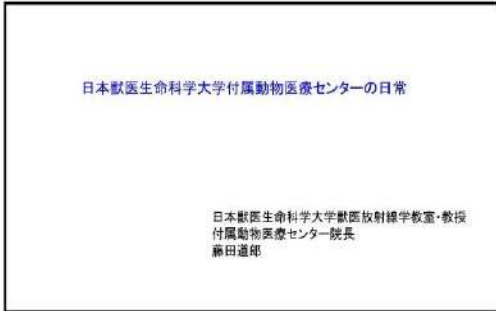 日本獣医生命科学大学付属動物医療センターの日常
日本獣医生命科学大学獣医放射線学教室・教授
付属動物医療センター院長
藤田道郎